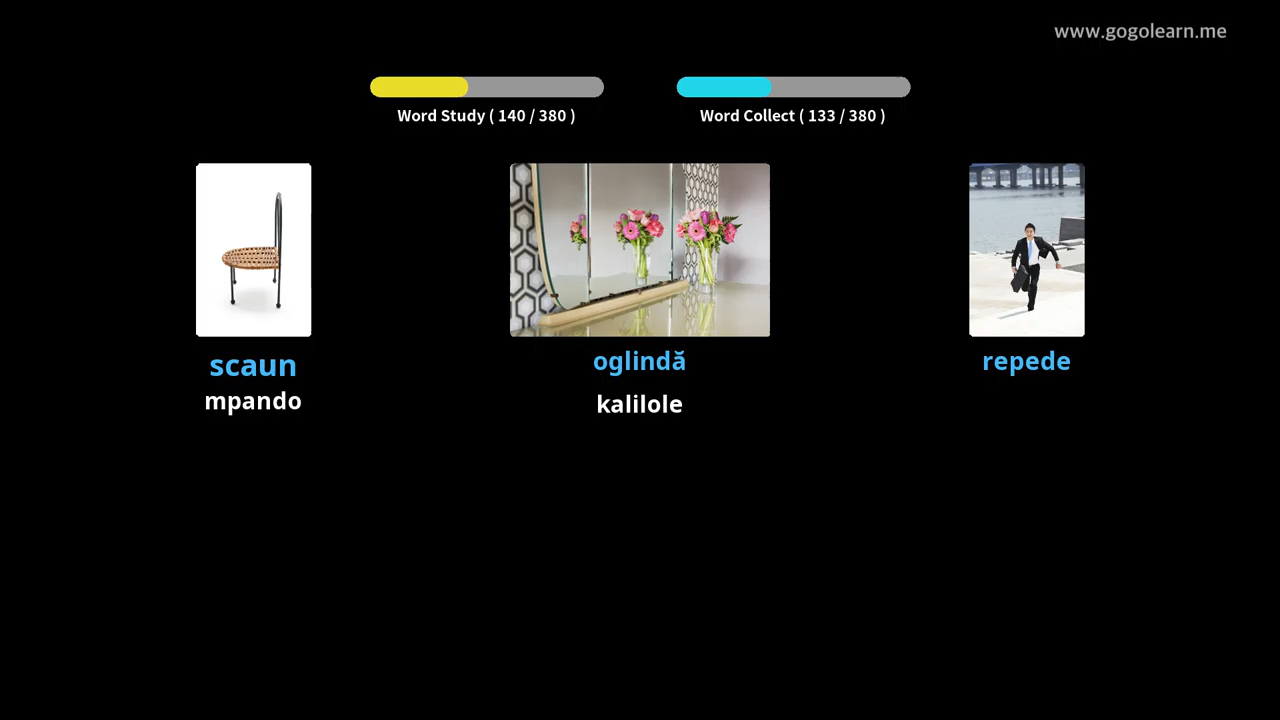 www.gogolearn.me
Word Study ( 140 / 380 )
Word Collect ( 133 / 380 )
scaun
mpando
oglindă
kalilole
repede